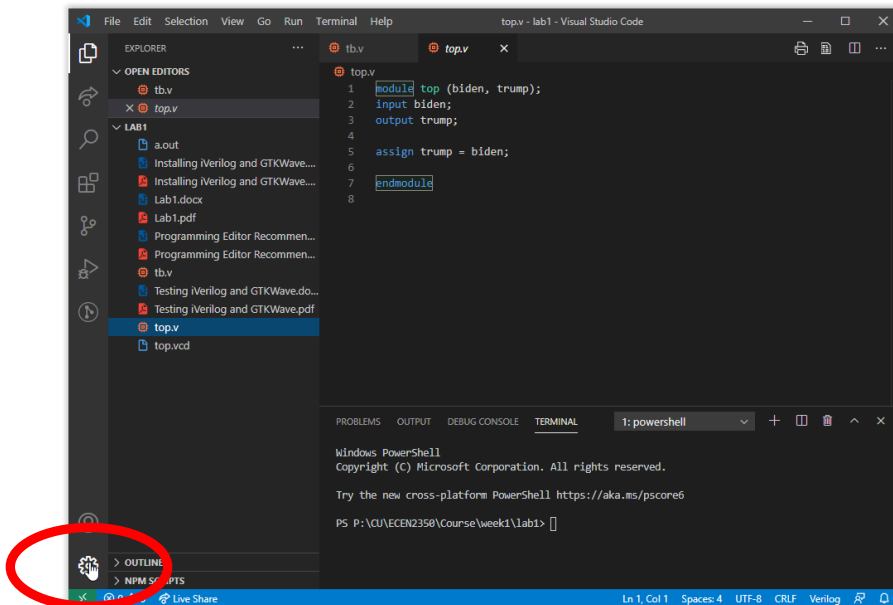 File Edit Selection View Go Run Terminal Help top.v - lab1 - Visual Studio Code
EXPLORER
OPEN EDITORS
tb.v
top.v
LAB1
a.out
Installing iVerilog and GTKWave....
Installing iVerilog and GTKWave....
Lab1.docx
Lab1.pdf
Programming Editor Recommen...
Programming Editor Recommen...
tb.v
Testing iVerilog and GTKWave.do...
Testing iVerilog and GTKWave.pdf
top.v
top.vcd
OUTLINE
NPM SCRIPTS
tb.v top.v
top.v
1 module top (biden, trump);
2 input biden;
3 output trump;
4
5 assign trump = biden;
6
7 endmodule
8
PROBLEMS OUTPUT DEBUG CONSOLE TERMINAL 1: powershell
Windows PowerShell
Copyright (C) Microsoft Corporation. All rights reserved.
Try the new cross-platform PowerShell https://aka.ms/pscore6
PS P:\CU\ECEN2350\Course\week1\lab1>
Live Share Ln 1, Col 1 Spaces: 4 UTF-8 CRLF Verilog